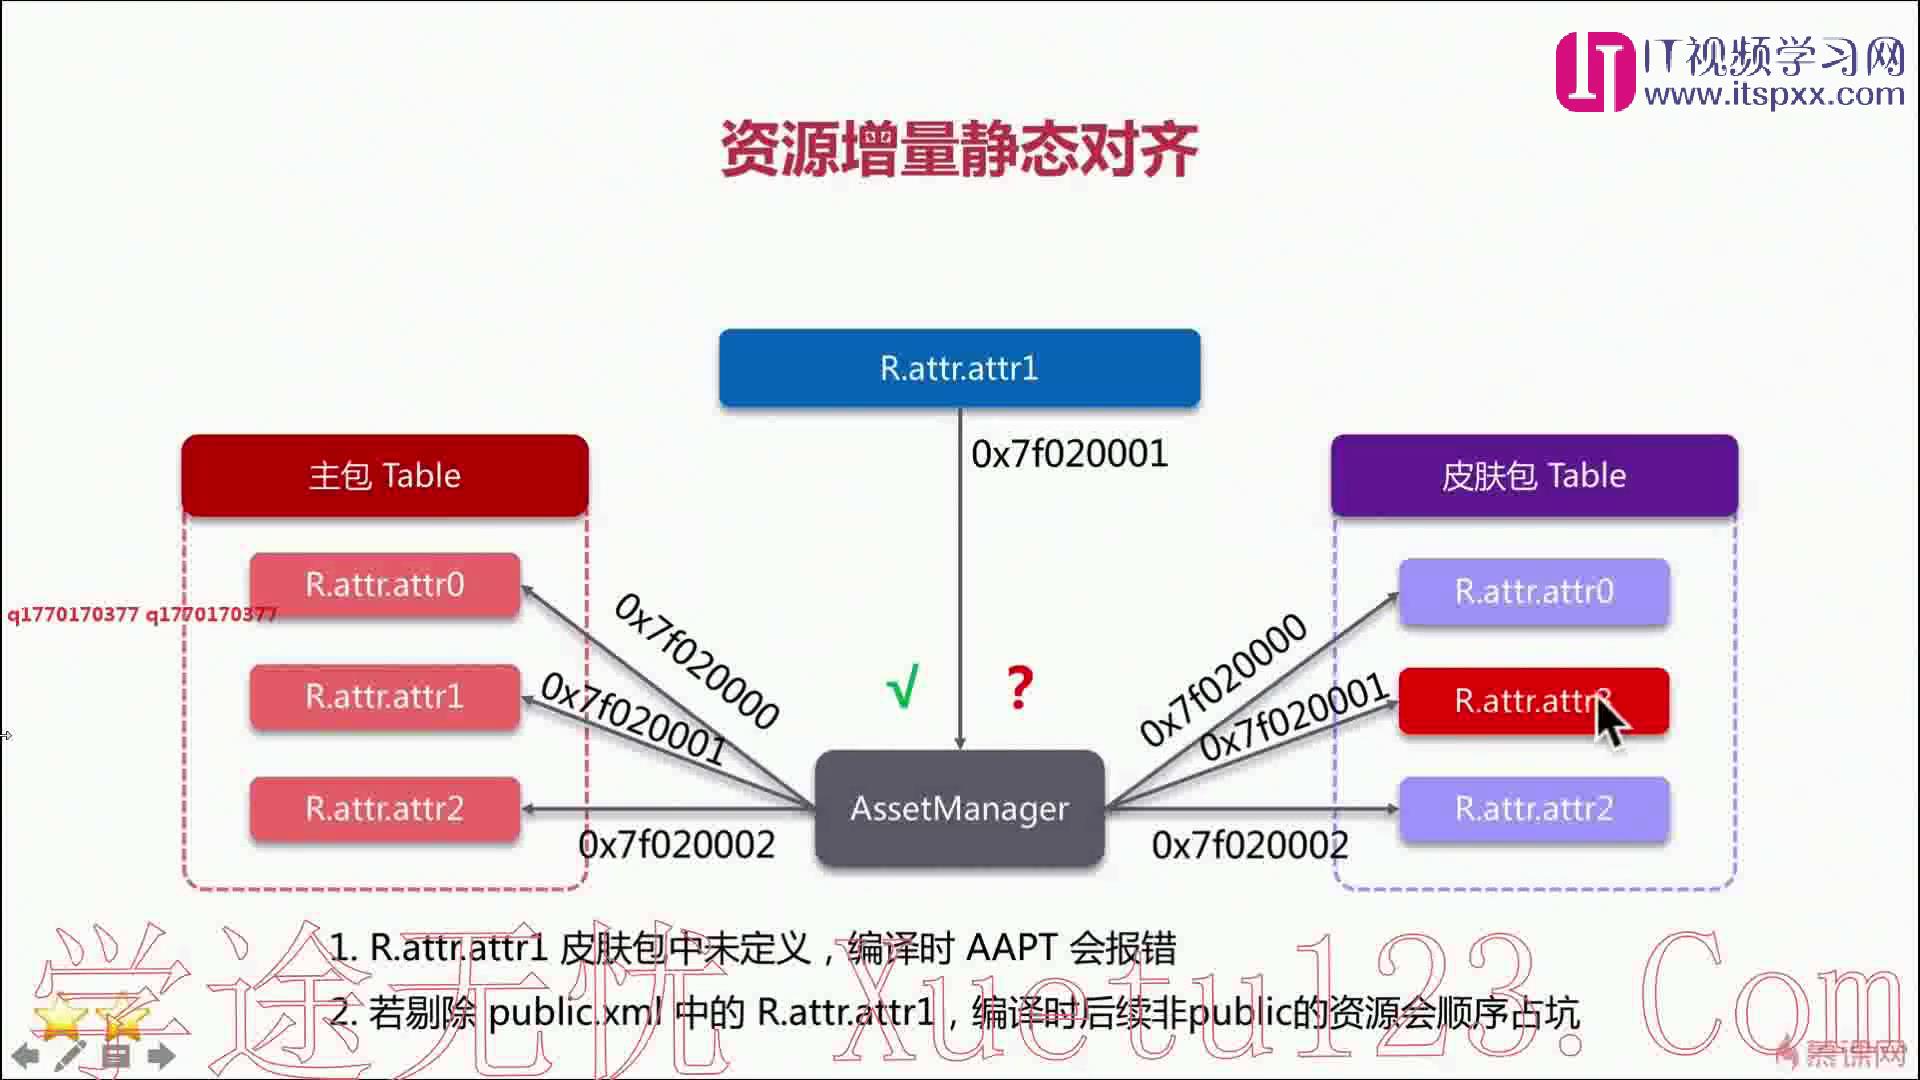 IT视频学习网
www.itspxx.com
资源增量静态对齐
R.attr.attr1
0x7f020001
主包 Table
皮肤包 Table
R.attr.attr0
R.attr.attr0
q1770170377 q1770170377
0x7f020000
0x7f020000
R.attr.attr1
0x7f020001
√
?
0x7f020001
R.attr.attr
R.attr.attr2
AssetManager
R.attr.attr2
0x7f020002
0x7f020002
1. R.attr.attr1 皮肤包中未定义，编译时 AAPT 会报错
2. 若剔除 public.xml 中的 R.attr.attr1，编译时后续非public的资源会顺序占坑
学途无忧 Xuetu123.Com
慕课网